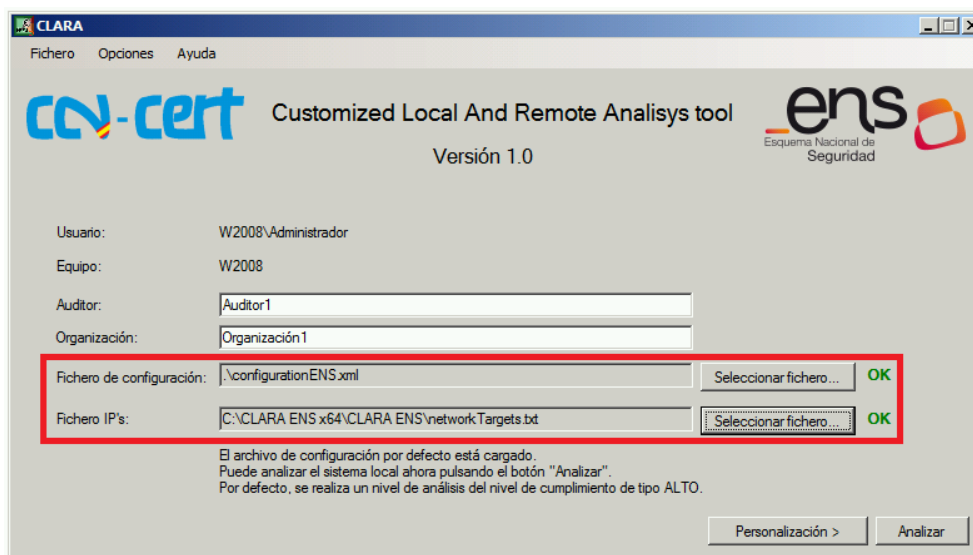 CLARA
Fichero Opciones Ayuda
ccn-cert
Customized Local And Remote Analisys tool
Versión 1.0
_ens
Esquema Nacional de
Seguridad
Usuario: W2008\Administrador
Equipo: W2008
Auditor: Auditor1
Organización: Organización1
Fichero de configuración: .\configurationENS.xml Seleccionar fichero... OK
Fichero IP's: C:\CLARA ENS x64\CLARA ENS\networkTargets.txt Seleccionar fichero... OK
El archivo de configuración por defecto está cargado.
Puede analizar el sistema local ahora pulsando el botón "Analizar".
Por defecto, se realiza un nivel de análisis del nivel de cumplimiento de tipo ALTO.
Personalización > Analizar